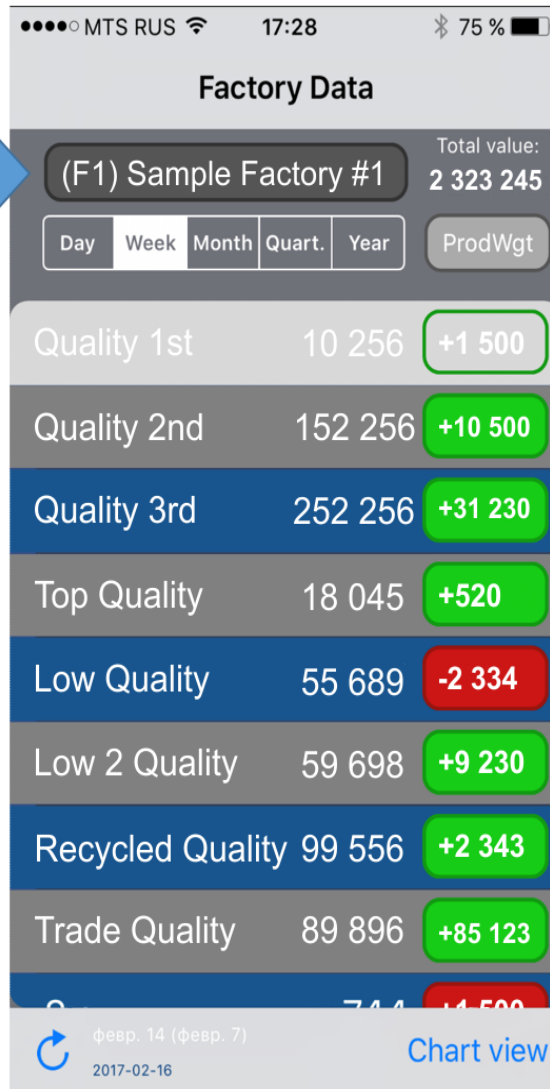 MTS RUS 17:28 75 %
Factory Data
Total value:
(F1) Sample Factory #1 2 323 245
Day Week Month Quart. Year ProdWgt
Quality 1st 10 256 +1 500
Quality 2nd 152 256 +10 500
Quality 3rd 252 256 +31 230
Top Quality 18 045 +520
Low Quality 55 689 -2 334
Low 2 Quality 59 698 +9 230
Recycled Quality 99 556 +2 343
Trade Quality 89 896 +85 123
февр. 14 (февр. 7)
2017-02-16 Chart view